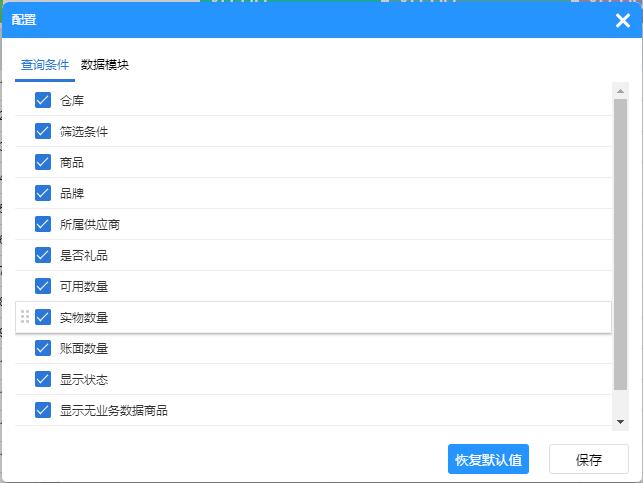 配置
查询条件 数据模块
仓库
筛选条件
商品
品牌
所属供应商
是否礼品
可用数量
实物数量
账面数量
显示状态
显示无业务数据商品
恢复默认值 保存